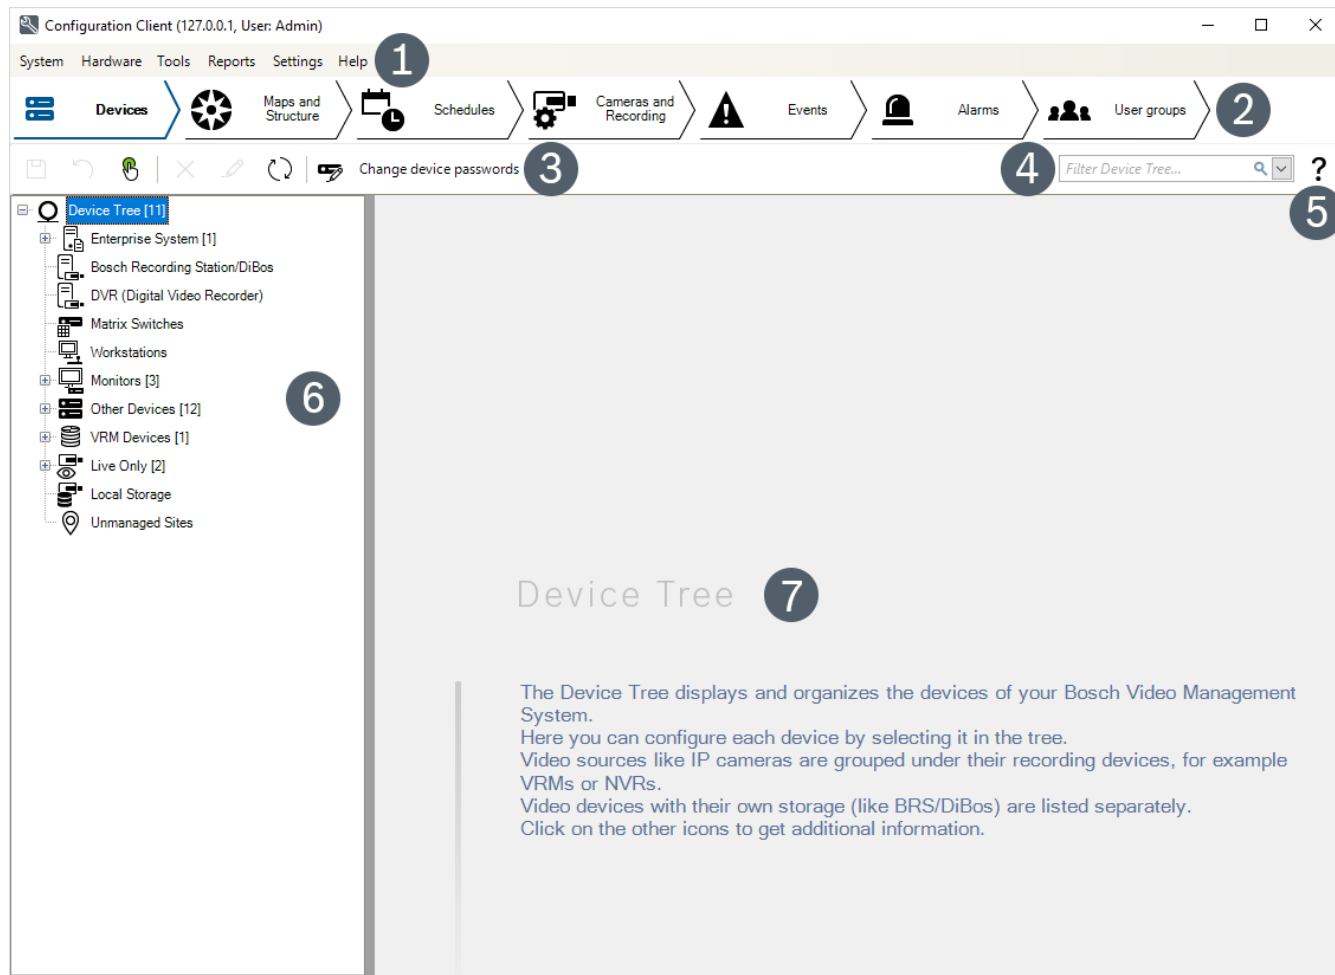 Configuration Client (127.0.0.1, User: Admin)
System Hardware Tools Reports Settings Help 1
Devices
Maps and
Structure
Schedules
Cameras and
Recording
Events
Alarms
User groups
2
Change device passwords 3
4
Filter Device Tree...
?
5
Device Tree [11]
Enterprise System [1]
Bosch Recording Station/DiBos
DVR (Digital Video Recorder)
Matrix Switches
Workstations
Monitors [3]
6
Other Devices [12]
VRM Devices [1]
Live Only [2]
Local Storage
Unmanaged Sites
Device Tree 7
The Device Tree displays and organizes the devices of your Bosch Video Management
System.
Here you can configure each device by selecting it in the tree.
Video sources like IP cameras are grouped under their recording devices, for example
VRMs or NVRs.
Video devices with their own storage (like BRS/DiBos) are listed separately.
Click on the other icons to get additional information.